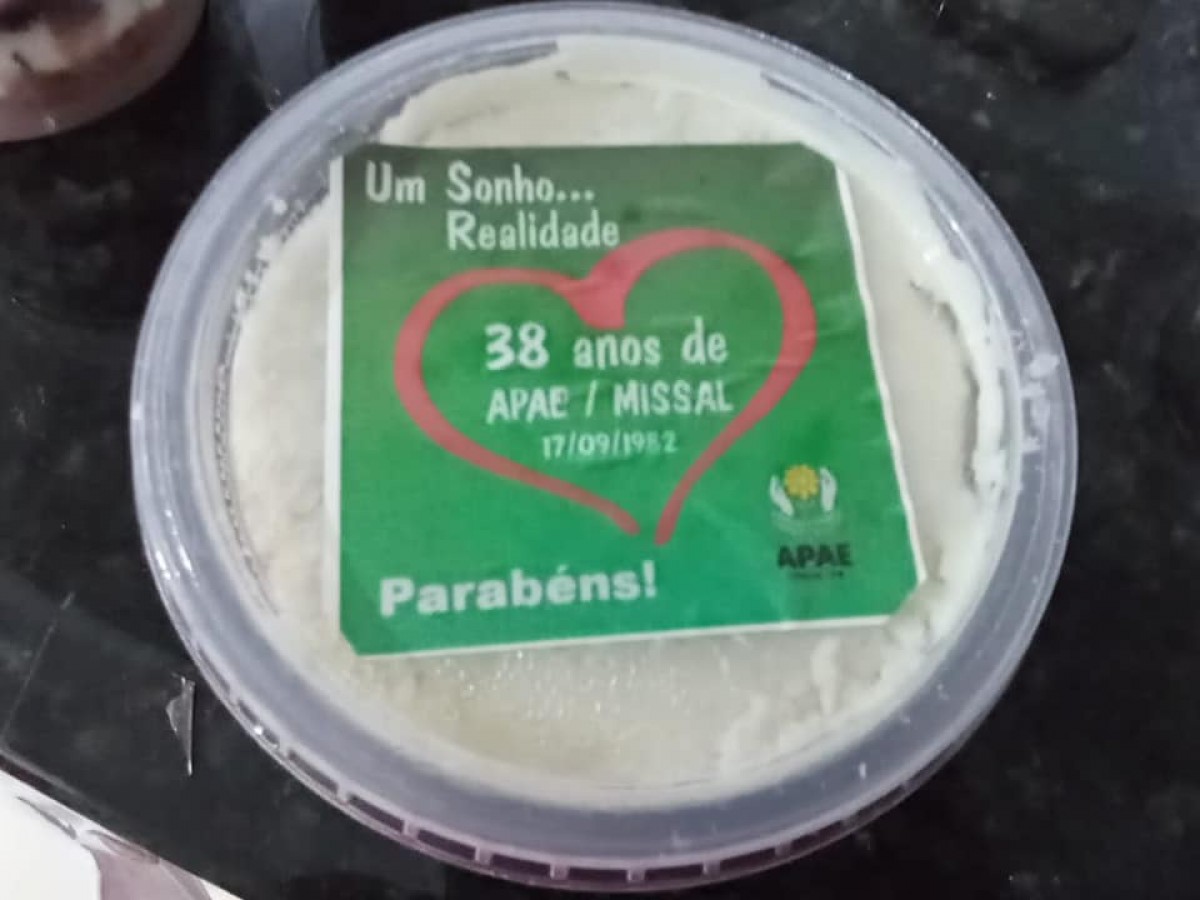 Um Sonho...
Realidade
38 anos de
APAE / MISSAL
17/09/1982
Parabéns!
APAE